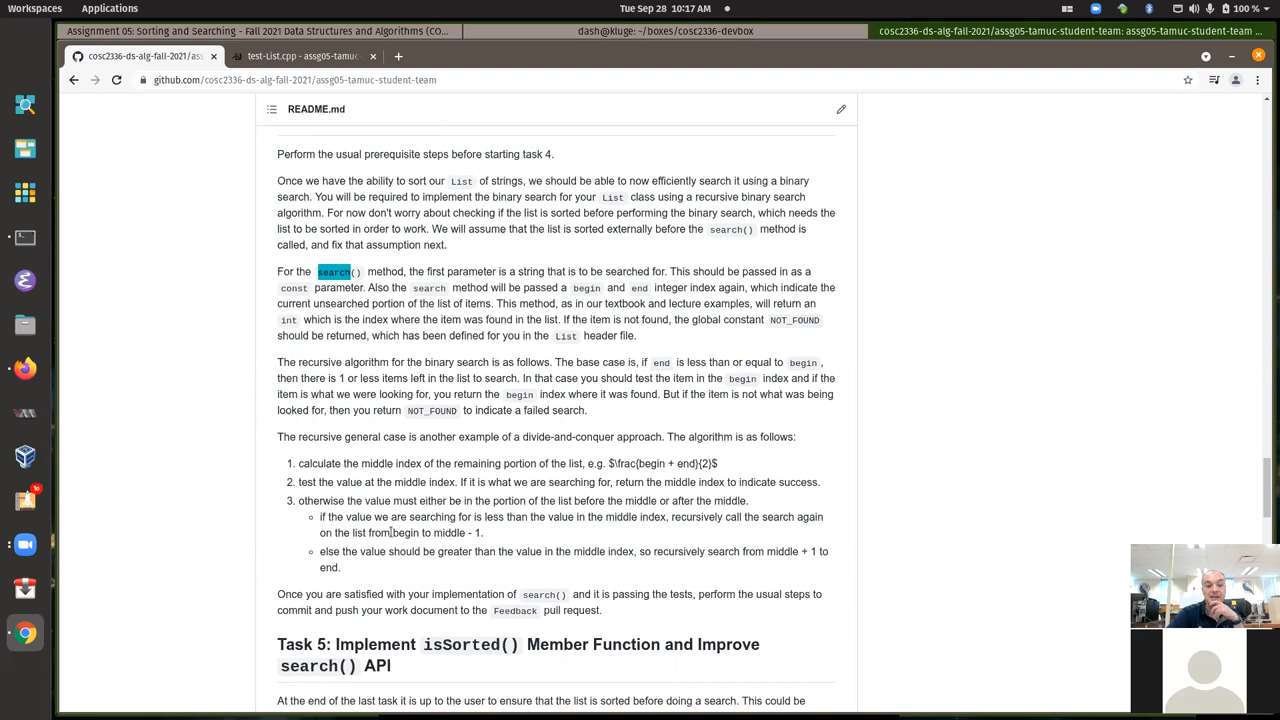 Workspaces Applications Tue Sep 28 10:17 AM 100 %
Assignment 05: Sorting and Searching - Fall 2021 Data Structures and Algorithms (CO... dash@kluge: ~/boxes/cosc2336-devbox cosc2336-ds-alg-fall-2021/assg05-tamuc-student-team: assg05-tamuc-student-team ...
cosc2336-ds-alg-fall-2021/ass test-List.cpp - assg05-tamuc-
github.com/cosc2336-ds-alg-fall-2021/assg05-tamuc-student-team
README.md
Perform the usual prerequisite steps before starting task 4.
Once we have the ability to sort our List of strings, we should be able to now efficiently search it using a binary
search. You will be required to implement the binary search for your List class using a recursive binary search
algorithm. For now don't worry about checking if the list is sorted before performing the binary search, which needs the
list to be sorted in order to work. We will assume that the list is sorted externally before the search() method is
called, and fix that assumption next.
For the search() method, the first parameter is a string that is to be searched for. This should be passed in as a
const parameter. Also the search method will be passed a begin and end integer index again, which indicate the
current unsearched portion of the list of items. This method, as in our textbook and lecture examples, will return an
int which is the index where the item was found in the list. If the item is not found, the global constant NOT_FOUND
should be returned, which has been defined for you in the List header file.
The recursive algorithm for the binary search is as follows. The base case is, if end is less than or equal to begin ,
then there is 1 or less items left in the list to search. In that case you should test the item in the begin index and if the
item is what we were looking for, you return the begin index where it was found. But if the item is not what was being
looked for, then you return NOT_FOUND to indicate a failed search.
The recursive general case is another example of a divide-and-conquer approach. The algorithm is as follows:
1. calculate the middle index of the remaining portion of the list, e.g. $\frac{begin + end}{2}$
2. test the value at the middle index. If it is what we are searching for, return the middle index to indicate success.
3. otherwise the value must either be in the portion of the list before the middle or after the middle.
◦ if the value we are searching for is less than the value in the middle index, recursively call the search again
on the list from begin to middle - 1.
◦ else the value should be greater than the value in the middle index, so recursively search from middle + 1 to
end.
Once you are satisfied with your implementation of search() and it is passing the tests, perform the usual steps to
commit and push your work document to the Feedback pull request.
Task 5: Implement isSorted() Member Function and Improve
search() API
At the end of the last task it is up to the user to ensure that the list is sorted before doing a search. This could be